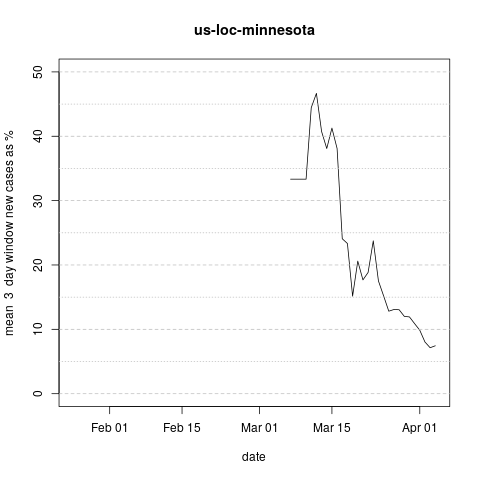 us-loc-minnesota
mean 3 day window new cases as %
50
40
30
20
10
0
Feb 01 Feb 15 Mar 01 Mar 15 Apr 01
date